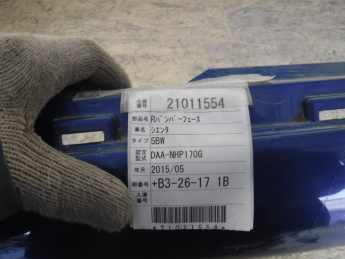 21011554
部品名 Rバンパーフェース
車名 シエンタ
タイプ 5BW
認定型式 DAA-NHP170G
年月 2015/05
棚番号 +B3-26-17 1B
*21011554*